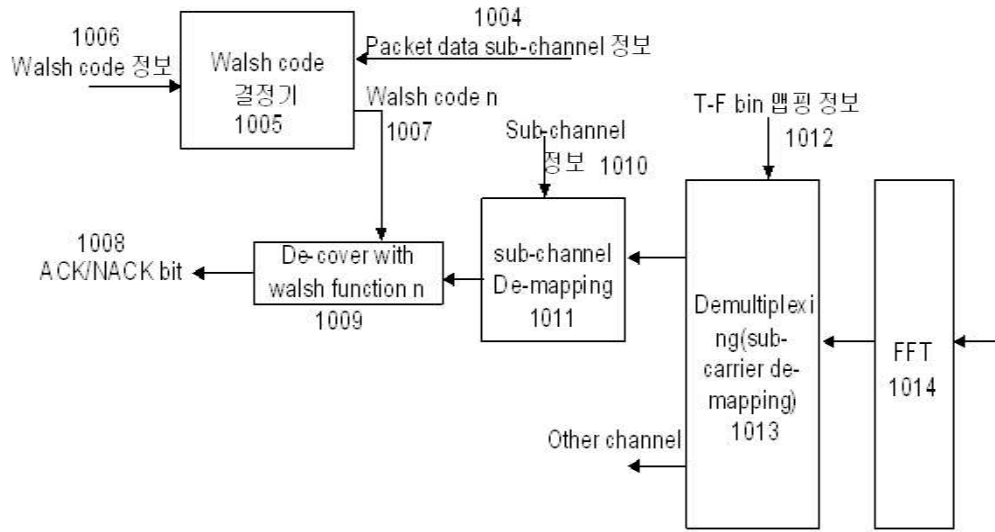 1006
Walsh code 정보
Walsh code
결정기
1005
1004
Packet data sub-channel 정보
Walsh code n
1007
Sub-channel
정보 1010
T-F bin 맵핑 정보
1012
1008
ACK/NACK bit
De-cover with
walsh function n
1009
sub-channel
De-mapping
1011
Demultiplexi
ng(sub-
carrier de-
mapping)
1013
FFT
1014
Other channel